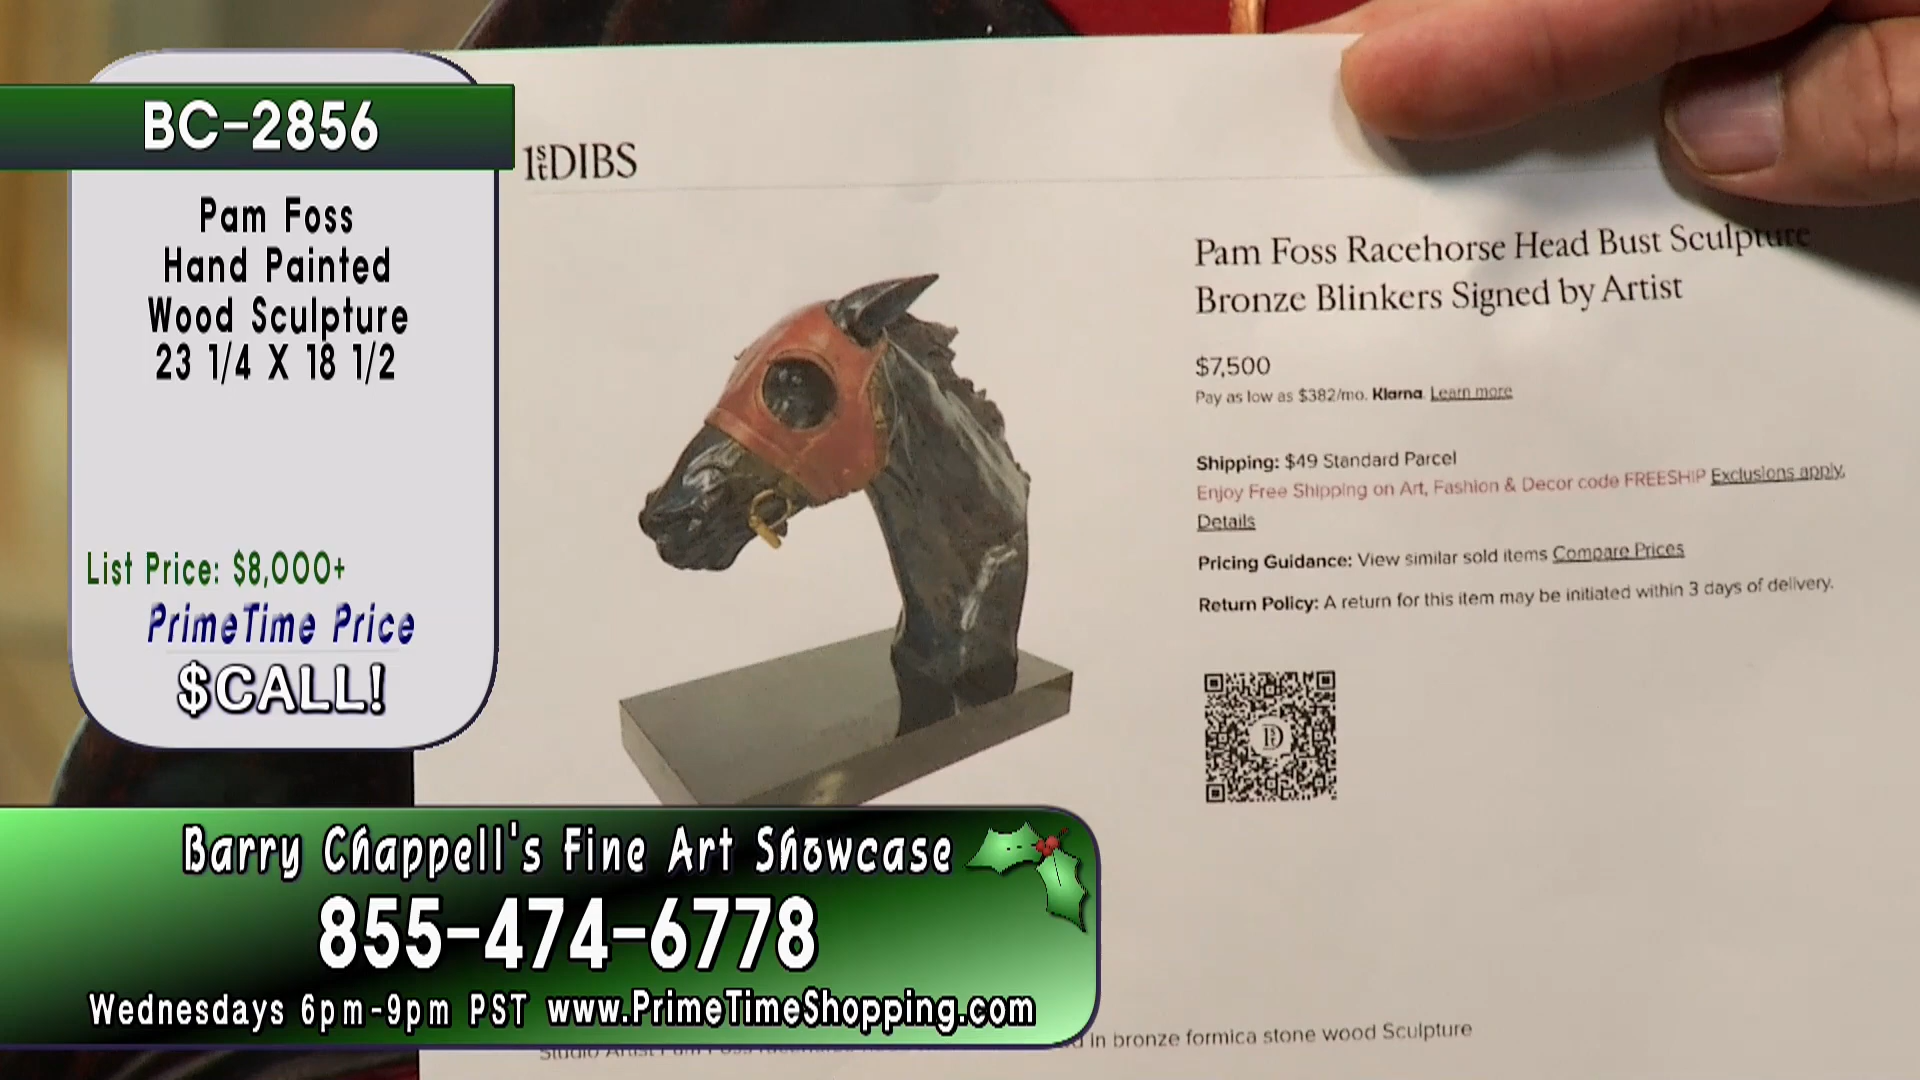 BC-2856
Pam Foss
Hand Painted
Wood Sculpture
23 1/4 X 18 1/2
List Price: $8,000+
PrimeTime Price
$CALL!
1stDIBS
Pam Foss Racehorse Head Bust Sculpture
Bronze Blinkers Signed by Artist
$7,500
Pay as low as $382/mo. Klarna. Learn more
Shipping: $49 Standard Parcel
Enjoy Free Shipping on Art, Fashion & Decor code FREESHIP Exclusions apply.
Details
Pricing Guidance: View similar sold items Compare Prices
Return Policy: A return for this item may be initiated within 3 days of delivery.
Barry Chappell's Fine Art Showcase
855-474-6778
Wednesdays 6pm-9pm PST www.PrimeTimeShopping.com
Studio Artist Pam Foss in bronze formica stone wood Sculpture